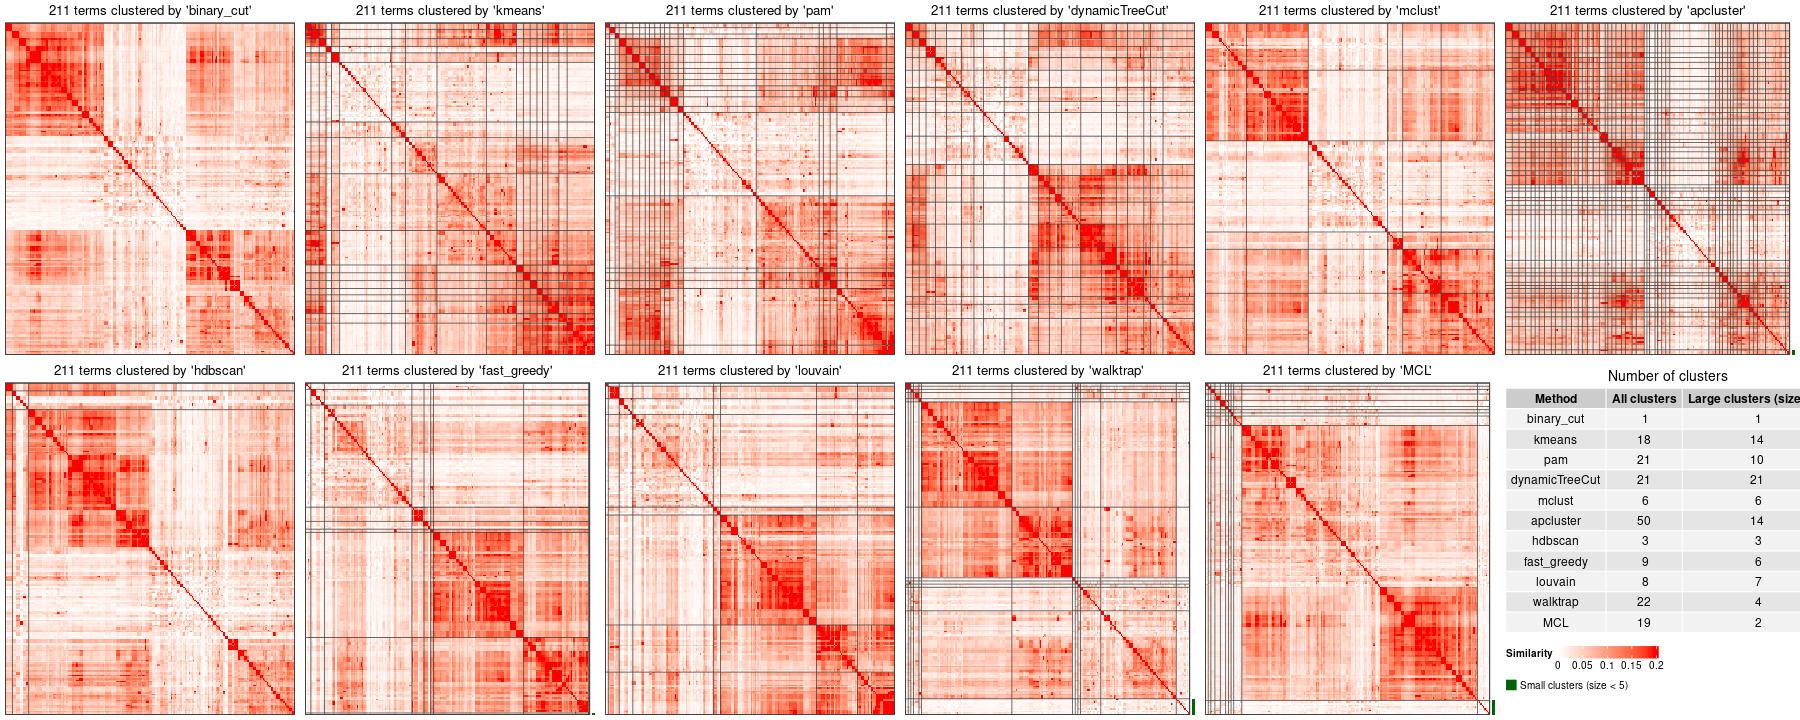 211 terms clustered by 'binary_cut'
211 terms clustered by 'kmeans'
211 terms clustered by 'pam'
211 terms clustered by 'dynamicTreeCut'
211 terms clustered by 'mclust'
211 terms clustered by 'apcluster'
211 terms clustered by 'hdbscan'
211 terms clustered by 'fast_greedy'
211 terms clustered by 'louvain'
211 terms clustered by 'walktrap'
211 terms clustered by 'MCL'
Number of clusters
Method All clusters Large clusters (size
binary_cut 1 1
kmeans 18 14
pam 21 10
dynamicTreeCut 21 21
mclust 6 6
apcluster 50 14
hdbscan 3 3
fast_greedy 9 6
louvain 8 7
walktrap 22 4
MCL 19 2
Similarity
0 0.05 0.1 0.15 0.2
Small clusters (size < 5)